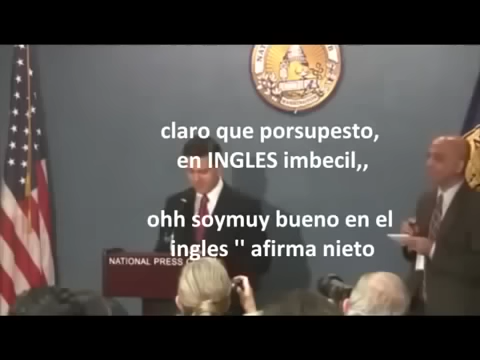 claro que porsupesto,
en INGLES imbecil,,
ohh soymuy bueno en el
ingles '' afirma nieto
NATIONAL PRESS